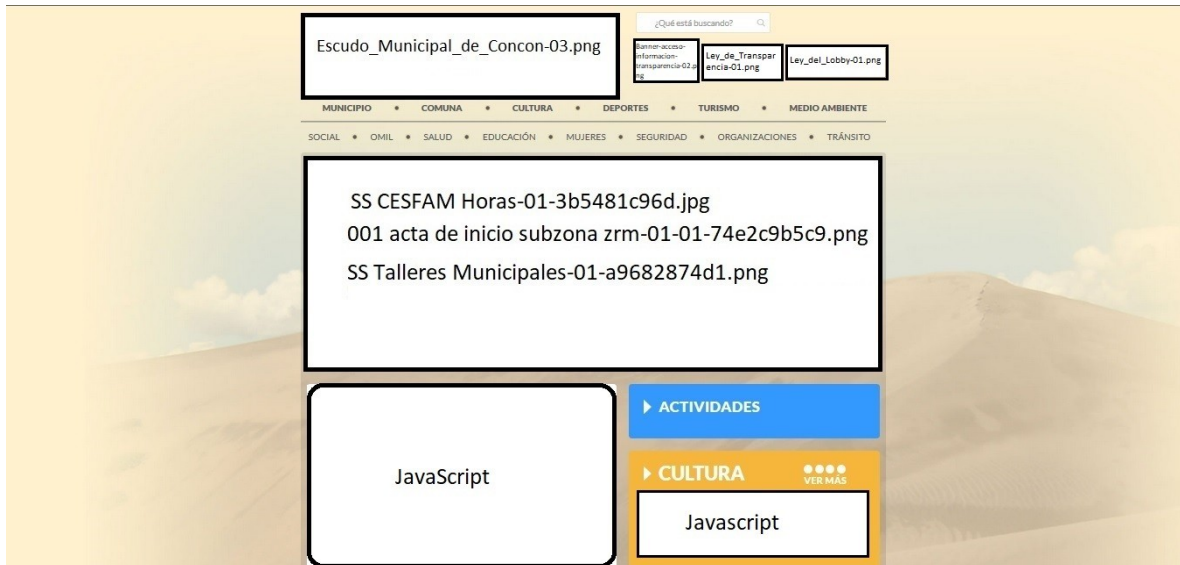 ¿Qué está buscando?
Escudo_Municipal_de_Concon-03.png
Banner-acceso-
informacion-
transparencia-02.p
ng
Ley_de_Transpar
encia-01.png
Ley_del_Lobby-01.png
MUNICIPIO • COMUNA • CULTURA • DEPORTES • TURISMO • MEDIO AMBIENTE
SOCIAL • OMIL • SALUD • EDUCACIÓN • MUJERES • SEGURIDAD • ORGANIZACIONES • TRÁNSITO
SS CESFAM Horas-01-3b5481c96d.jpg
001 acta de inicio subzona zrm-01-01-74e2c9b5c9.png
SS Talleres Municipales-01-a9682874d1.png
JavaScript
ACTIVIDADES
CULTURA
VER MÁS
Javascript